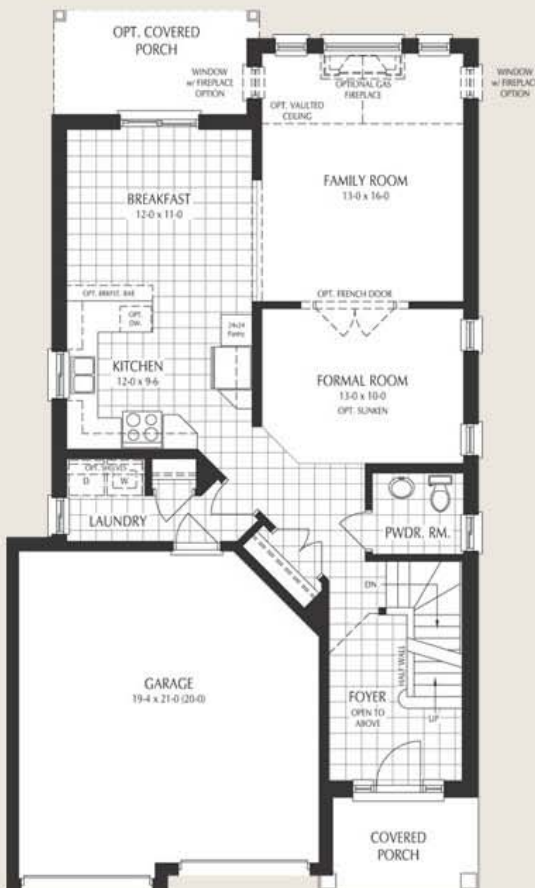 OPT. COVERED
PORCH
WINDOW
w/ FIREPLACE
OPTION
OPTIONAL GAS
FIREPLACE
WINDOW
w/ FIREPLACE
OPTION
OPT. VAULTED
CEILING
BREAKFAST
12-0 x 11-0
FAMILY ROOM
13-0 x 16-0
OPT. BRKFST. BAR
OPT. FRENCH DOOR
OPT.
DW.
24x24
Pantry
KITCHEN
12-0 x 9-6
FORMAL ROOM
13-0 x 10-0
OPT. SUNKEN
OPT. SHELVES
D
W
LAUNDRY
PWDR. RM.
DN
HALF WALL
GARAGE
19-4 x 21-0 (20-0)
FOYER
OPEN TO
ABOVE
UP
COVERED
PORCH